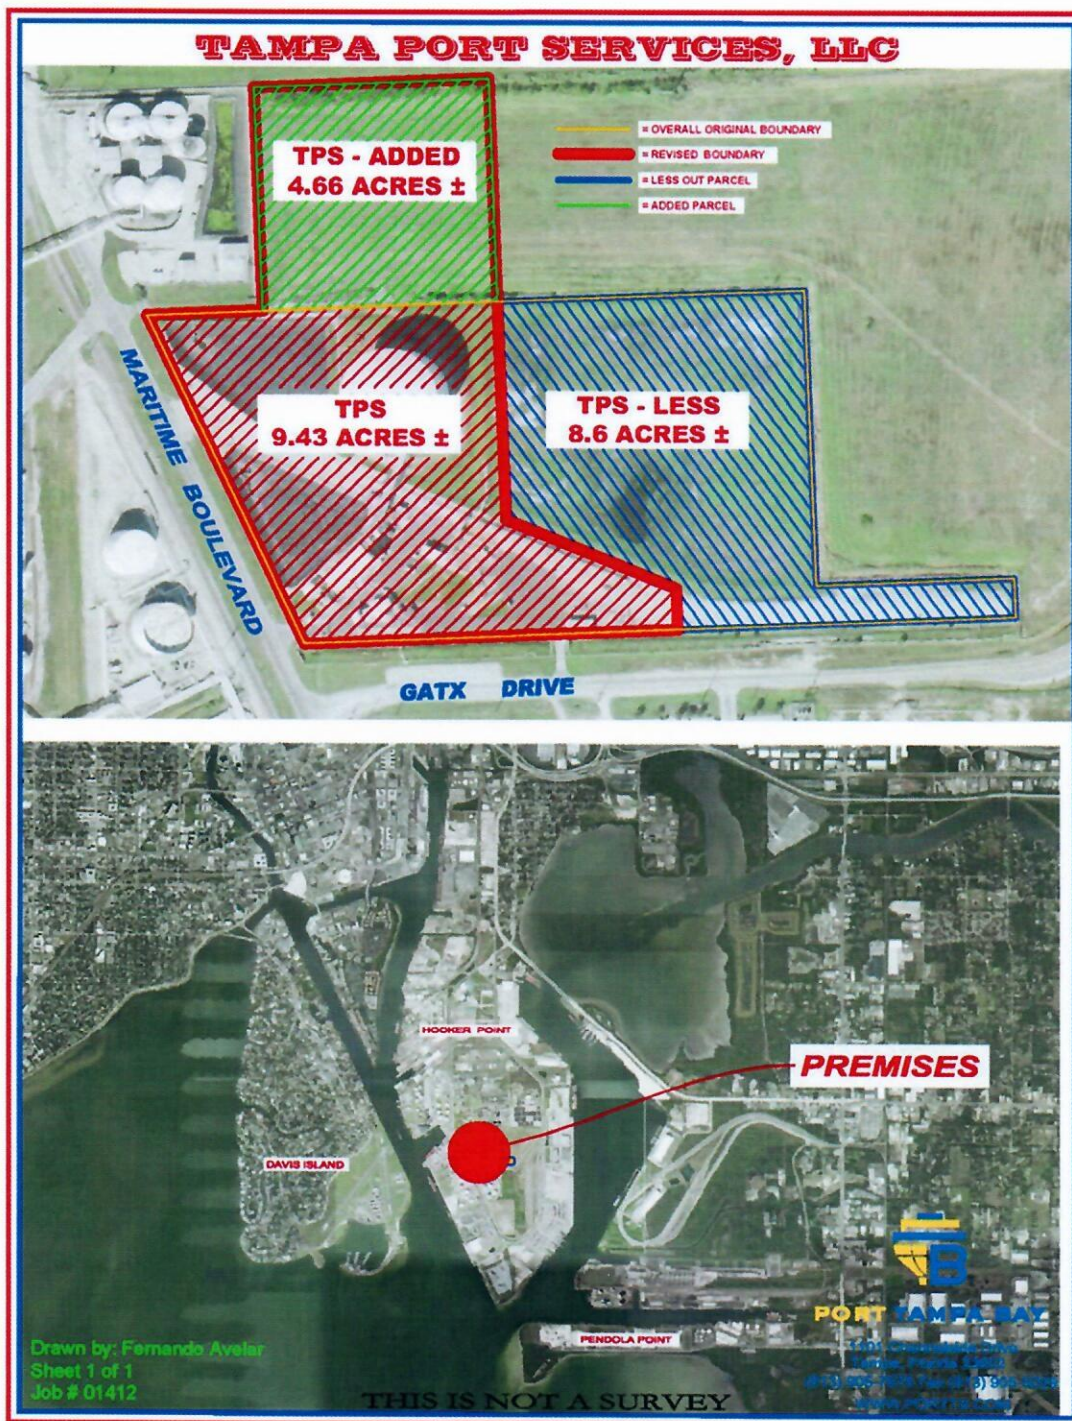 TAMPA PORT SERVICES, LLC
TPS - ADDED
4.66 ACRES ±
= OVERALL ORIGINAL BOUNDARY
= REVISED BOUNDARY
= LESS OUT PARCEL
= ADDED PARCEL
TPS
9.43 ACRES ±
TPS - LESS
8.6 ACRES ±
MARITIME BOULEVARD
GATX DRIVE
HOOKER POINT
PREMISES
DAVIS ISLAND
PENDOLA POINT
PORT TAMPA BAY
Drawn by: Fernando Avelar
Sheet 1 of 1
Job # 01412
THIS IS NOT A SURVEY